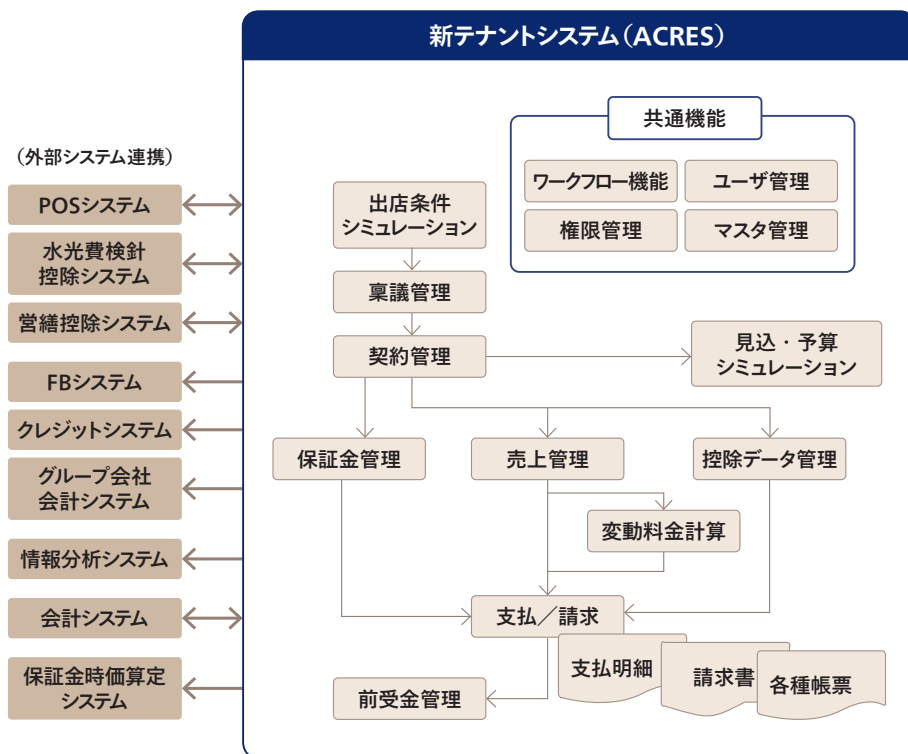 新テナントシステム（ACRES）
（外部システム連携）
POSシステム
水光費検針
控除システム
営繕控除システム
FBシステム
クレジットシステム
グループ会社
会計システム
情報分析システム
会計システム
保証金時価算定
システム
共通機能
ワークフロー機能
ユーザ管理
権限管理
マスタ管理
出店条件
シミュレーション
稟議管理
契約管理
見込・予算
シミュレーション
保証金管理
売上管理
控除データ管理
変動料金計算
支払／請求
支払明細
請求書
各種帳票
前受金管理